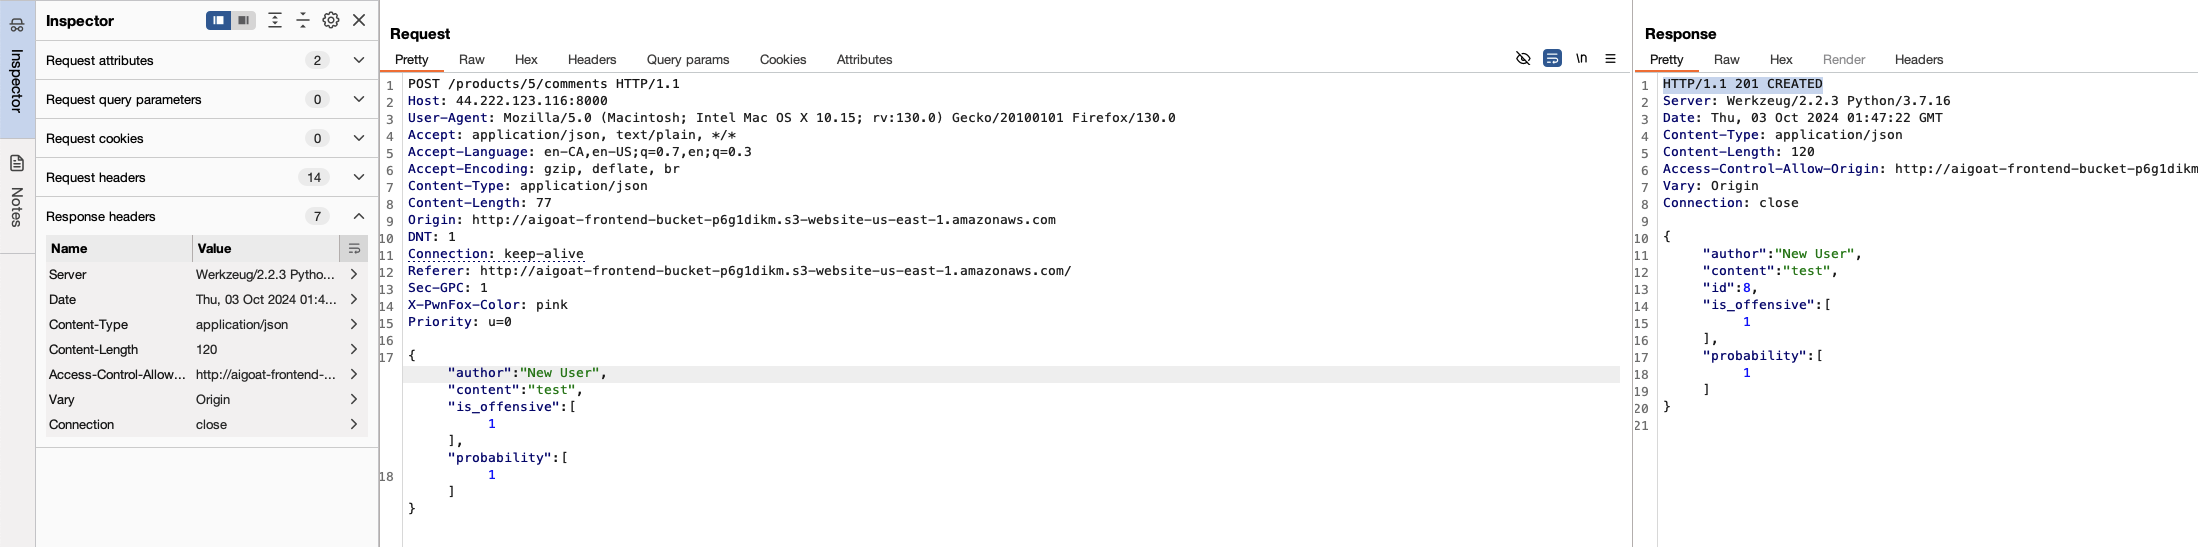 Inspector
Notes
Inspector
Request attributes 2
Request query parameters 0
Request cookies 0
Request headers 14
Response headers 7
Name Value
Server Werkzeug/2.2.3 Pytho...
Date Thu, 03 Oct 2024 01:4...
Content-Type application/json
Content-Length 120
Access-Control-Allow... http://aigoat-frontend-...
Vary Origin
Connection close
Request
Pretty Raw Hex Headers Query params Cookies Attributes \n
1 POST /products/5/comments HTTP/1.1
2 Host: 44.222.123.116:8000
3 User-Agent: Mozilla/5.0 (Macintosh; Intel Mac OS X 10.15; rv:130.0) Gecko/20100101 Firefox/130.0
4 Accept: application/json, text/plain, */*
5 Accept-Language: en-CA,en-US;q=0.7,en;q=0.3
6 Accept-Encoding: gzip, deflate, br
7 Content-Type: application/json
8 Content-Length: 77
9 Origin: http://aigoat-frontend-bucket-p6g1dikm.s3-website-us-east-1.amazonaws.com
10 DNT: 1
11 Connection: keep-alive
12 Referer: http://aigoat-frontend-bucket-p6g1dikm.s3-website-us-east-1.amazonaws.com/
13 Sec-GPC: 1
14 X-PwnFox-Color: pink
15 Priority: u=0
16
17 {
"author":"New User",
"content":"test",
"is_offensive":[
1
],
"probability":[
18 1
]
}
Response
Pretty Raw Hex Render Headers
1 HTTP/1.1 201 CREATED
2 Server: Werkzeug/2.2.3 Python/3.7.16
3 Date: Thu, 03 Oct 2024 01:47:22 GMT
4 Content-Type: application/json
5 Content-Length: 120
6 Access-Control-Allow-Origin: http://aigoat-frontend-bucket-p6g1dikm
7 Vary: Origin
8 Connection: close
9
10 {
11 "author":"New User",
12 "content":"test",
13 "id":8,
14 "is_offensive":[
15 1
16 ],
17 "probability":[
18 1
19 ]
20 }
21